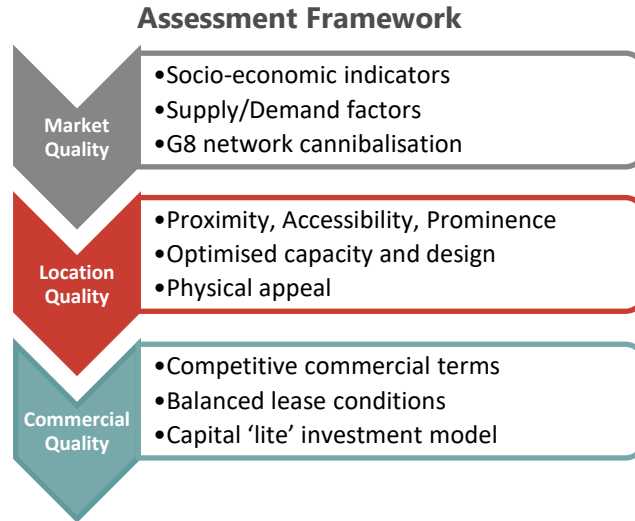 Assessment Framework
Market
Quality
•Socio-economic indicators
•Supply/Demand factors
•G8 network cannibalisation
Location
Quality
•Proximity, Accessibility, Prominence
•Optimised capacity and design
•Physical appeal
Commercial
Quality
•Competitive commercial terms
•Balanced lease conditions
•Capital ‘lite’ investment model